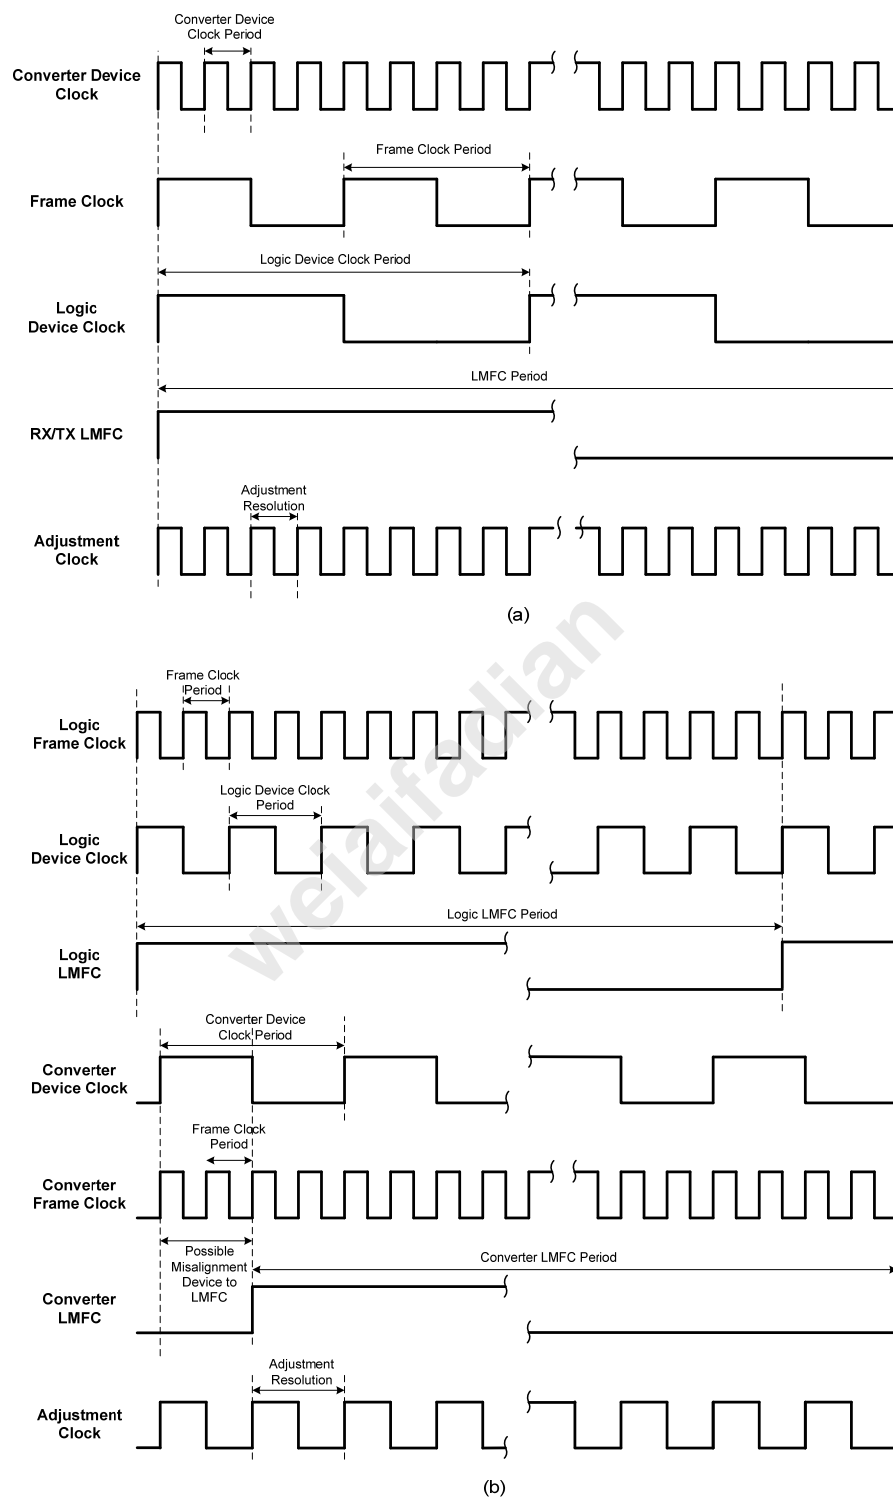 Converter Device
Clock Period
Converter Device
Clock
Frame Clock Period
Frame Clock
Logic Device Clock Period
Logic
Device Clock
LMFC Period
RX/TX LMFC
Adjustment
Resolution
Adjustment
Clock
(a)
Frame Clock
Period
Logic
Frame Clock
Logic Device Clock
Period
Logic
Device Clock
Logic LMFC Period
Logic
LMFC
Converter Device
Clock Period
Converter
Device Clock
Frame Clock
Period
Converter
Frame Clock
Possible
Misalignment
Device to
LMFC
Converter LMFC Period
Converter
LMFC
Adjustment
Resolution
Adjustment
Clock
(b)
weiaifadian